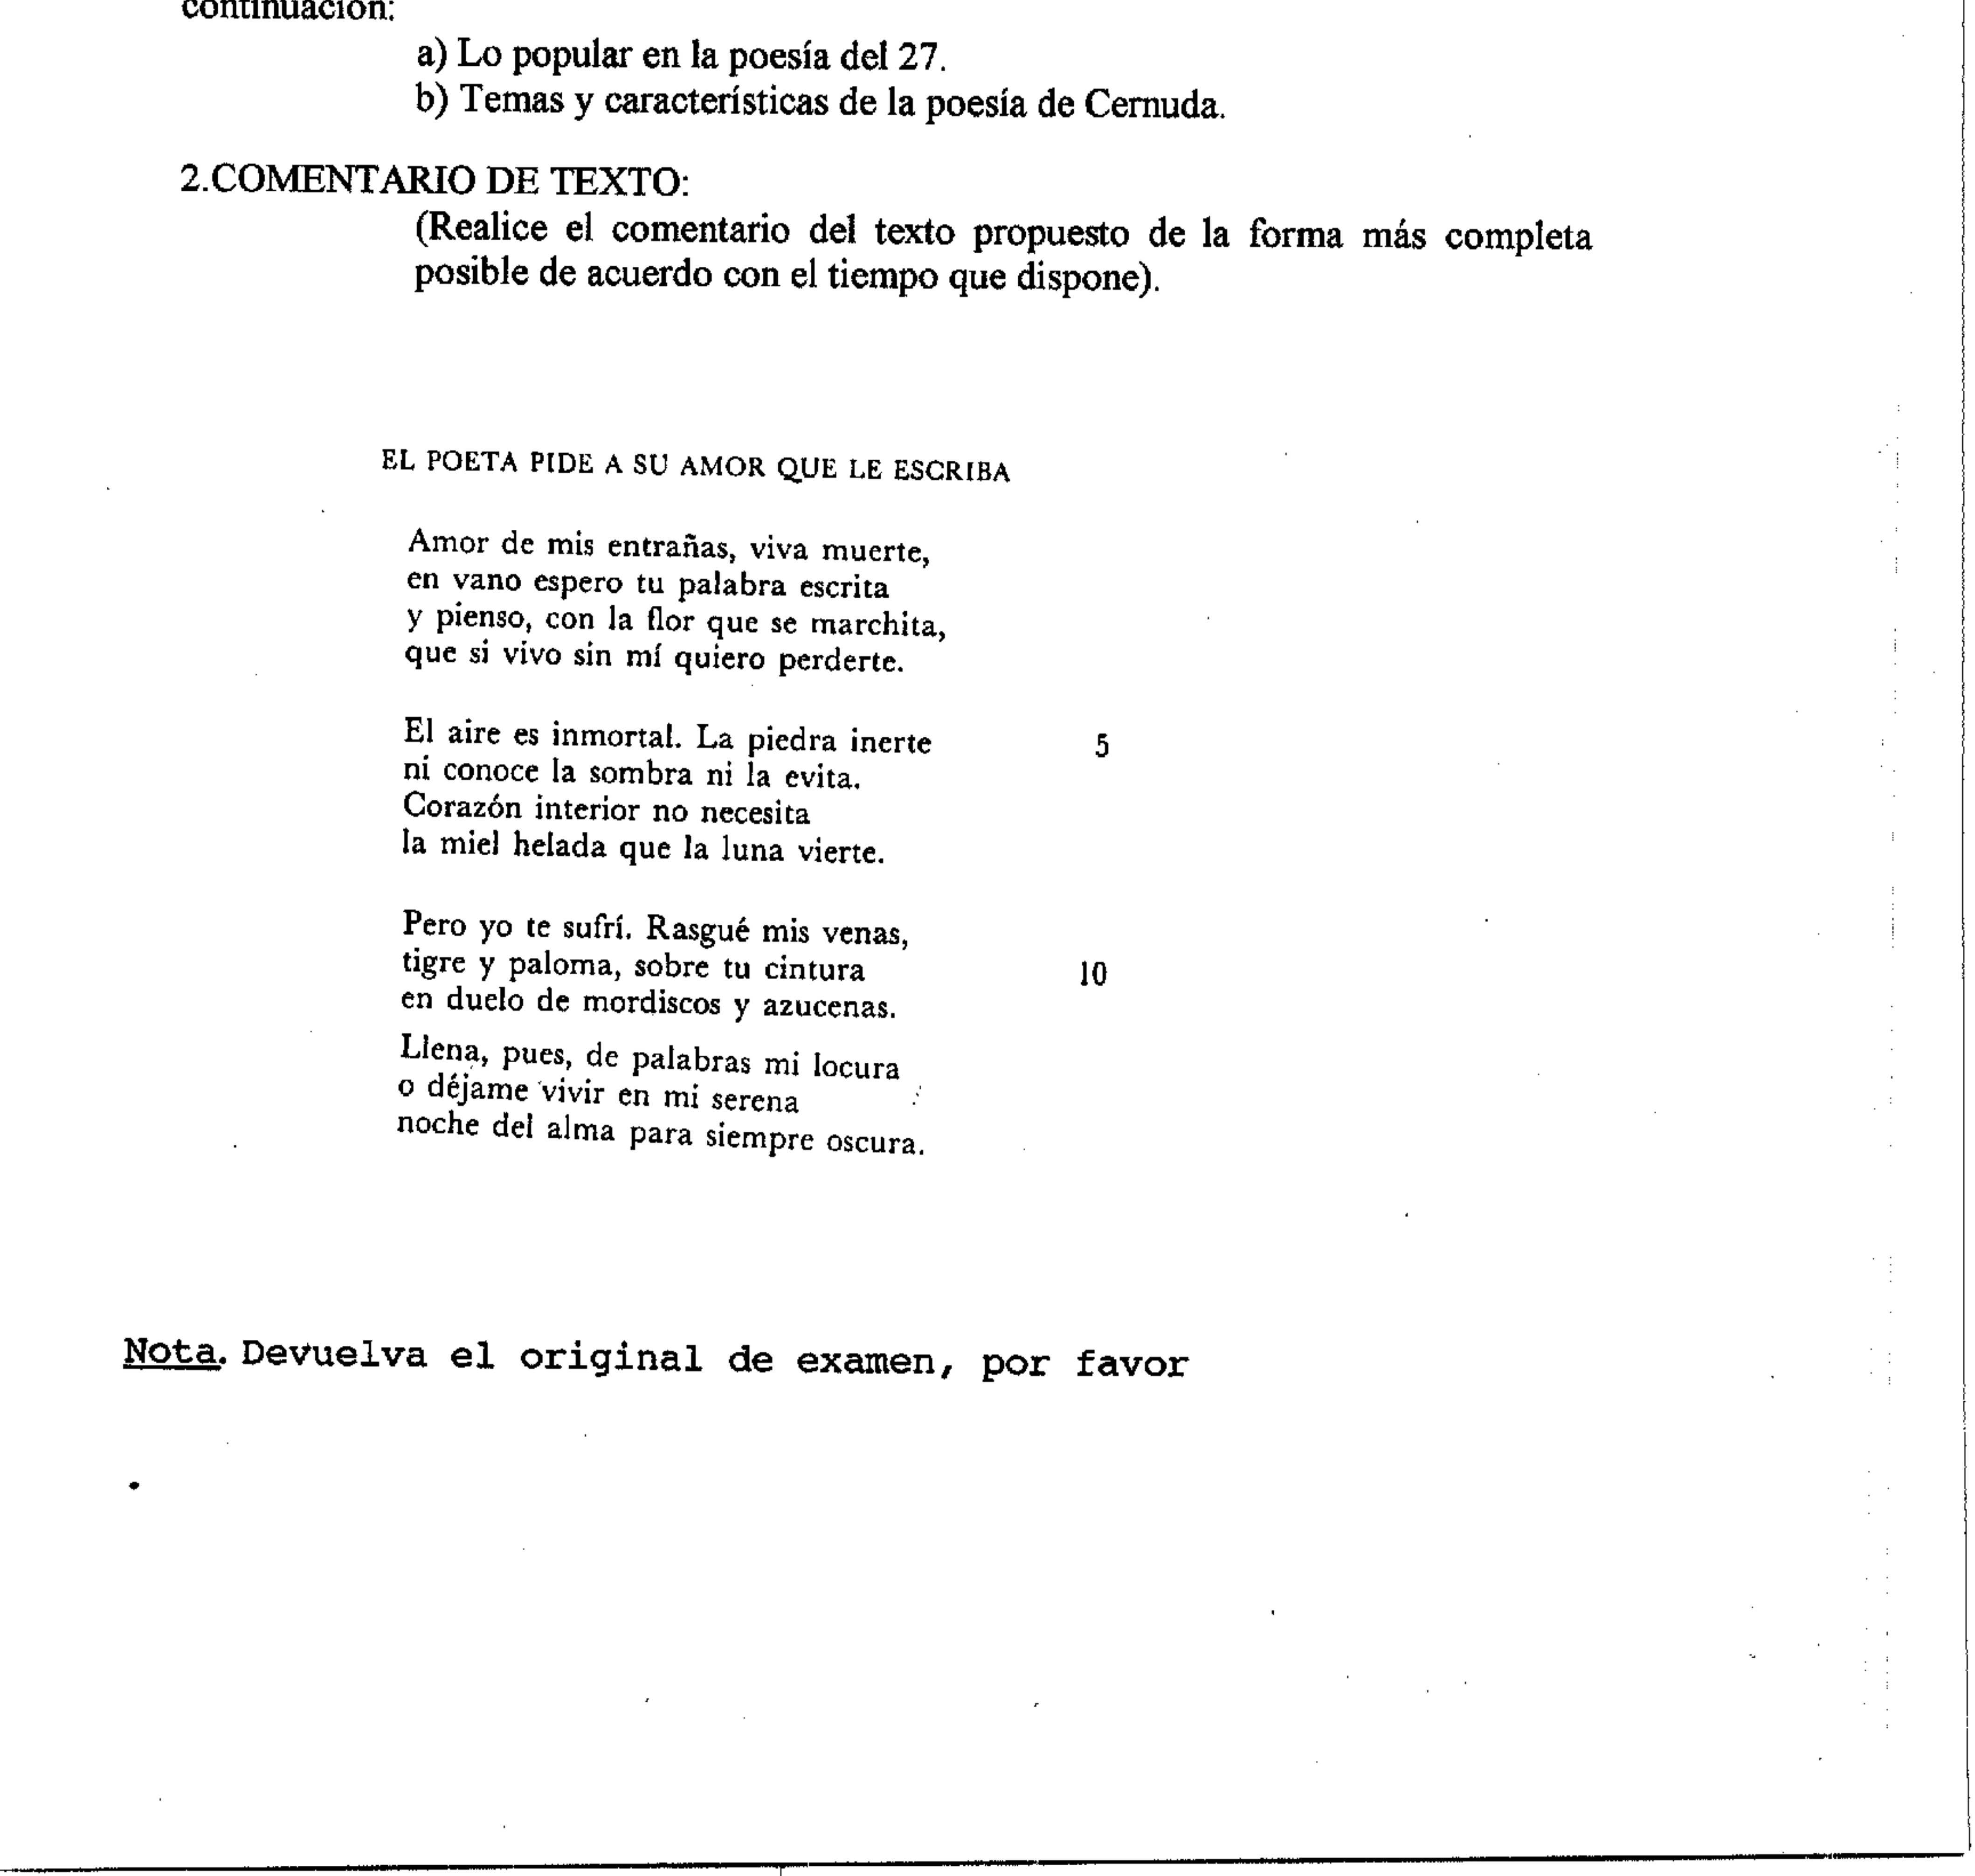 continuación:
a) Lo popular en la poesía del 27.
b) Temas y características de la poesía de Cernuda.
2.COMENTARIO DE TEXTO:
(Realice el comentario del texto propuesto de la forma más completa
posible de acuerdo con el tiempo que dispone).
EL POETA PIDE A SU AMOR QUE LE ESCRIBA
Amor de mis entrañas, viva muerte,
en vano espero tu palabra escrita
y pienso, con la flor que se marchita,
que si vivo sin mí quiero perderte.
El aire es inmortal. La piedra inerte 5
ni conoce la sombra ni la evita.
Corazón interior no necesita
la miel helada que la luna vierte.
Pero yo te sufrí. Rasgué mis venas,
tigre y paloma, sobre tu cintura 10
en duelo de mordiscos y azucenas.
Llena, pues, de palabras mi locura
o déjame vivir en mi serena
noche del alma para siempre oscura.
Nota. Devuelva el original de examen, por favor